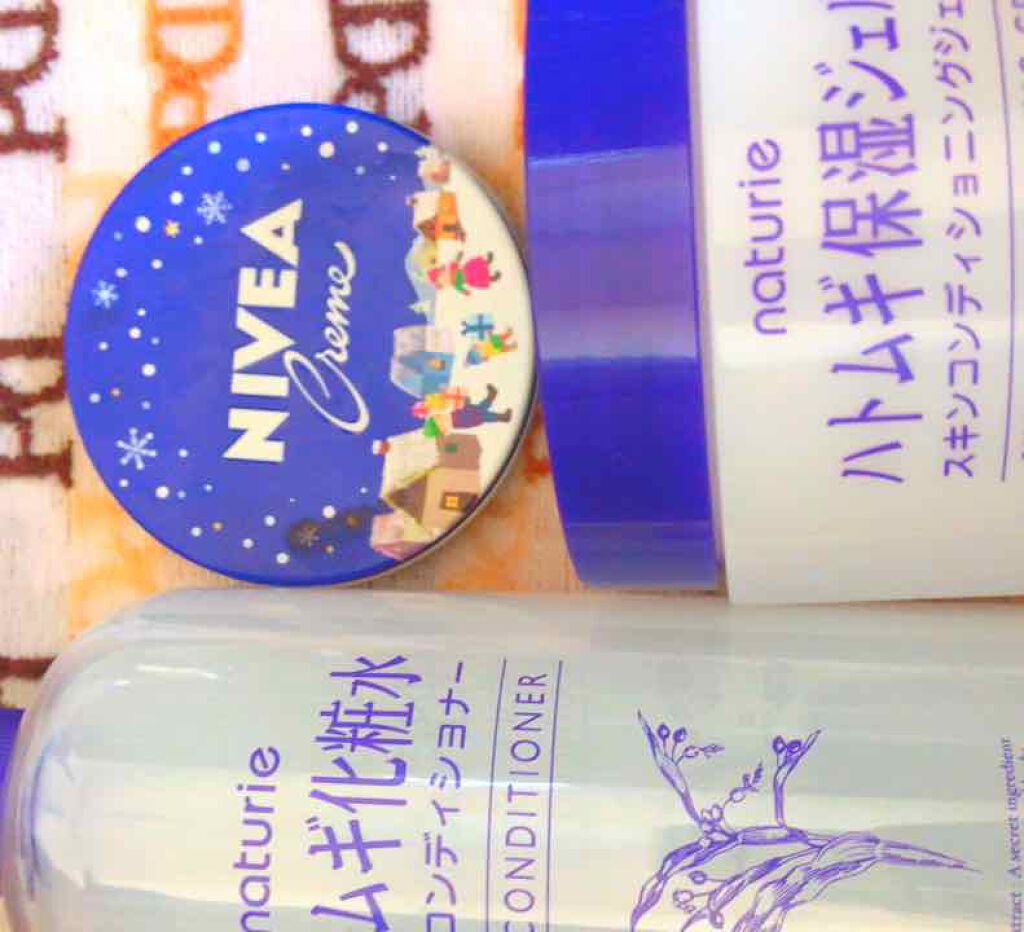 NIVEA
Creme
naturie
ハトムギ保湿ジェル
スキンコンディショニングジェ
naturie
ムギ化粧水
コンディショナー
CONDITIONER
A secret ingredient